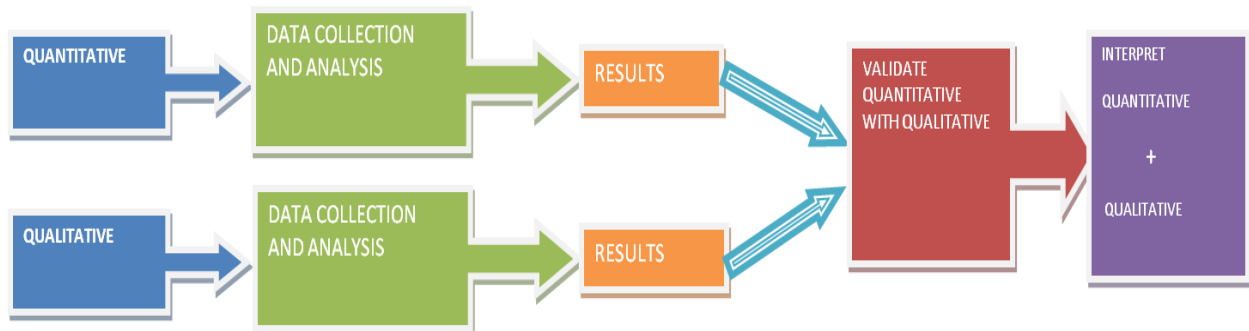 QUANTITATIVE
DATA COLLECTION
AND ANALYSIS
RESULTS
QUALITATIVE
DATA COLLECTION
AND ANALYSIS
RESULTS
VALIDATE
QUANTITATIVE
WITH QUALITATIVE
INTERPRET
QUANTITATIVE
+
QUALITATIVE